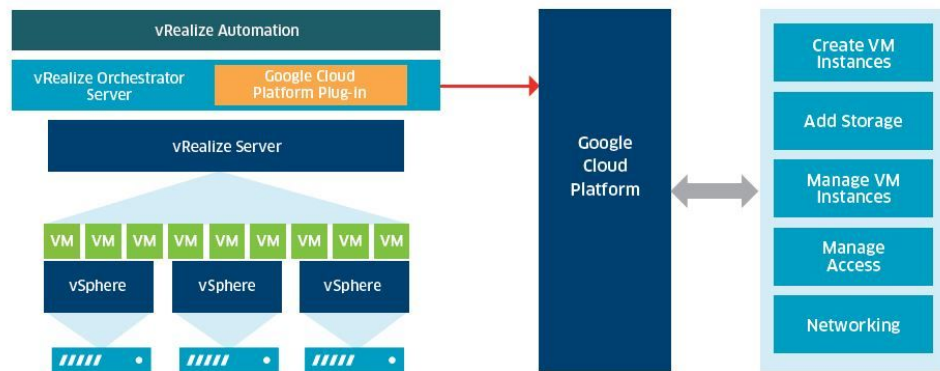 vRealize Automation
vRealize Orchestrator
Server
Google Cloud
Platform Plug-In
vRealize Server
VM VM VM VM VM VM VM VM VM
vSphere vSphere vSphere
Google
Cloud
Platform
Create VM
Instances
Add Storage
Manage VM
Instances
Manage
Access
Networking